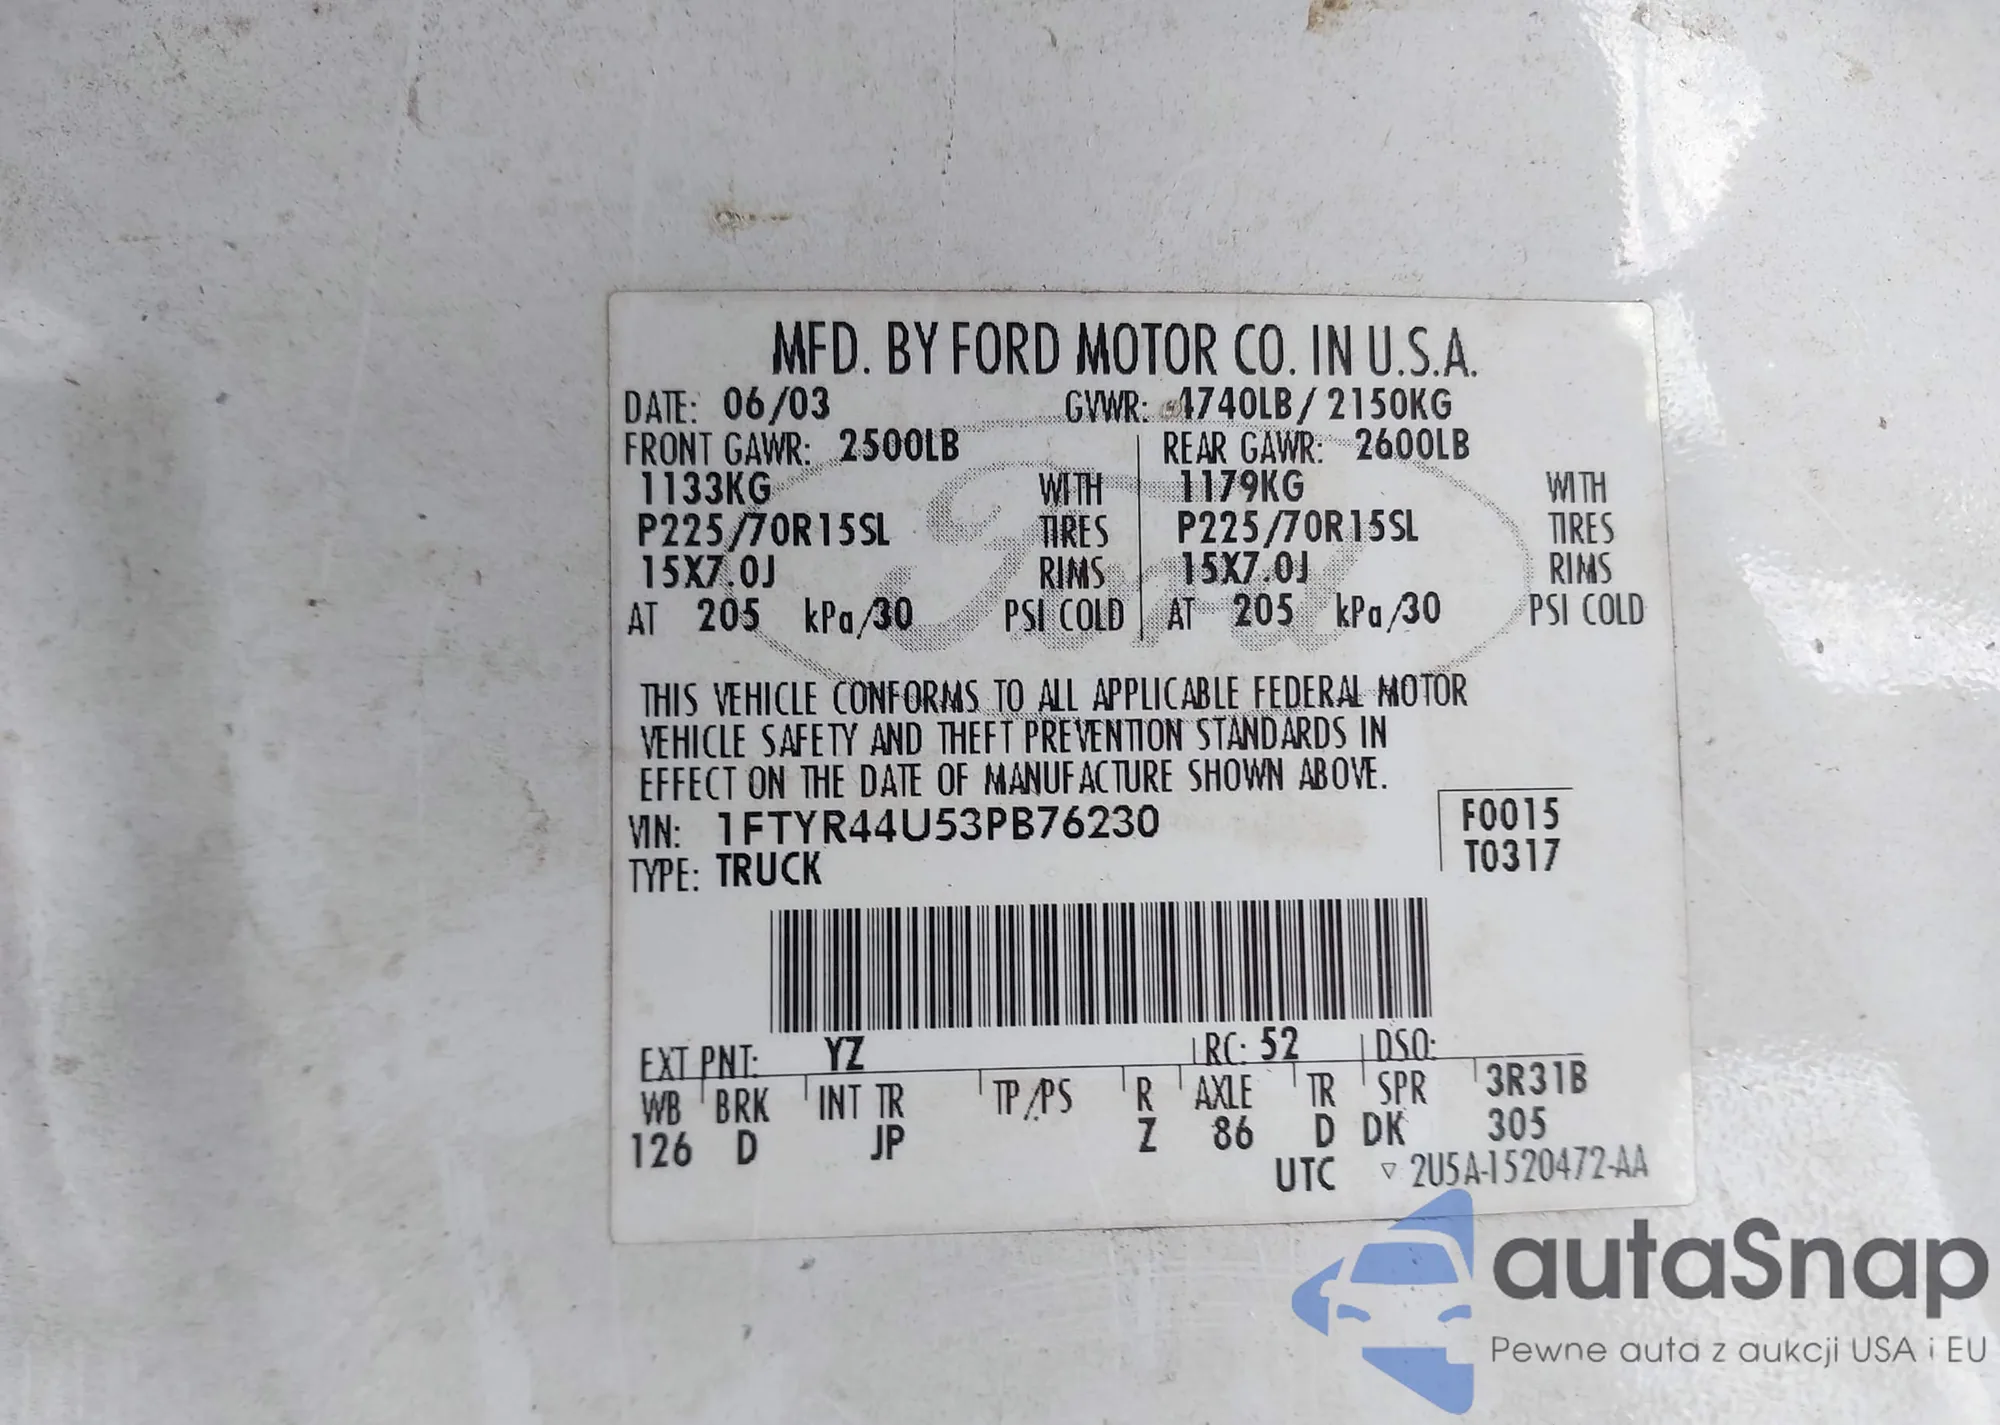 MFD. BY FORD MOTOR CO. IN U.S.A.
DATE: 06/03 GVWR: 4740LB/ 2150KG
FRONT GAWR: 2500LB REAR GAWR: 2600LB
1133KG WITH 1179KG WITH
P225/70R15SL TIRES P225/70R15SL TIRES
15X7.0J RIMS 15X7.0J RIMS
AT 205 kPa/30 PSI COLD AT 205 kPa/30 PSI COLD
Ford
THIS VEHICLE CONFORMS TO ALL APPLICABLE FEDERAL MOTOR
VEHICLE SAFETY AND THEFT PREVENTION STANDARDS IN
EFFECT ON THE DATE OF MANUFACTURE SHOWN ABOVE.
VIN: 1FTYR44U53PB76230 F0015
TYPE: TRUCK T0317
EXT PNT: YZ RC: 52 DSO:
WB BRK INT TR TP/PS R AXLE TR SPR 3R31B
126 D JP Z 86 D DK 305
UTC ▽ 2U5A-1520472-AA
autaSnap
Pewne auta z aukcji USA i EU